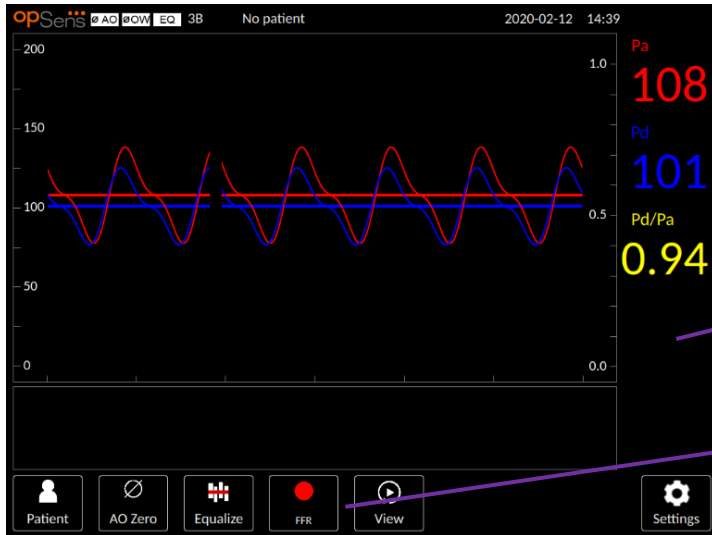 opSens ø AO øOW EQ 3B No patient 2020-02-12 14:39
200
150
100
50
0
1.0
0.5
0.0
Pa
108
Pd
101
Pd/Pa
0.94
Patient
AO Zero
Equalize
FFR
View
Settings